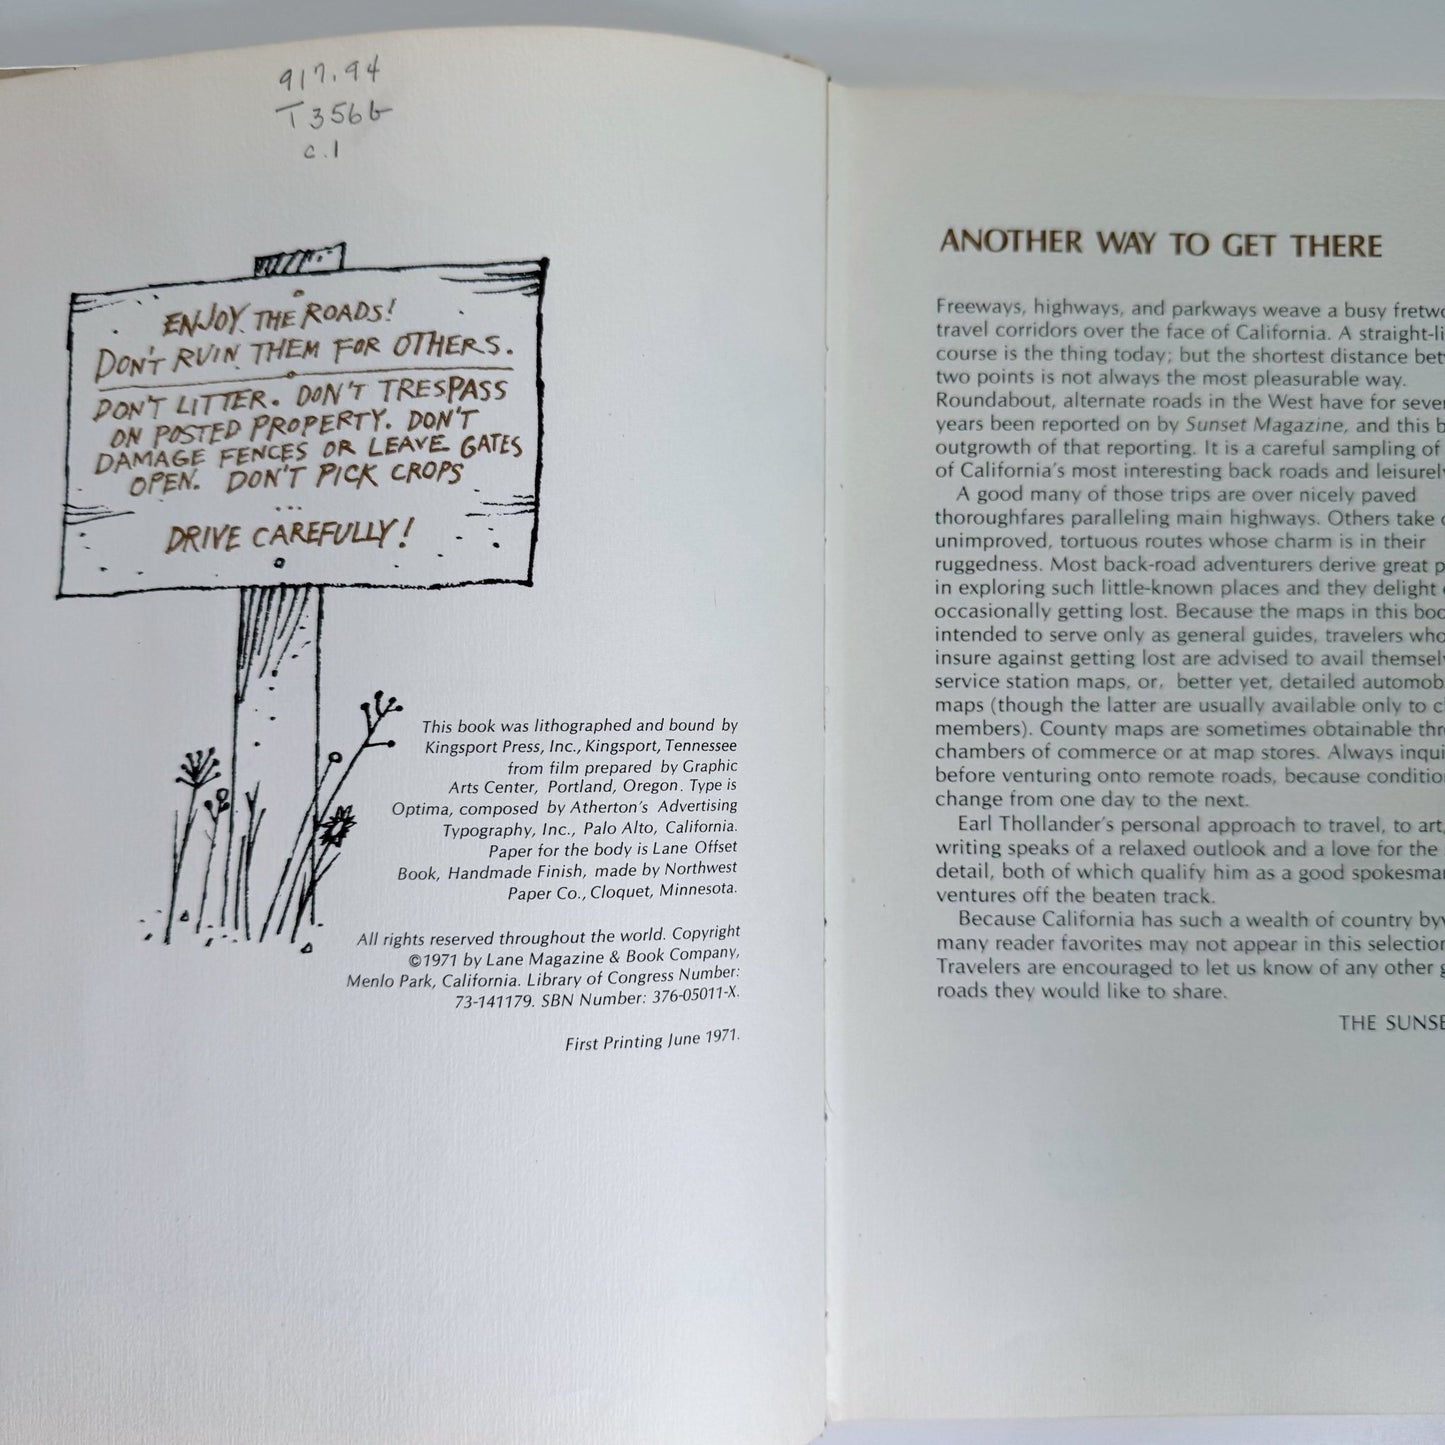 917.94
T356b
c.1
ENJOY THE ROADS!
DON'T RUIN THEM FOR OTHERS.
DON'T LITTER. DON'T TRESPASS
ON POSTED PROPERTY. DON'T
DAMAGE FENCES OR LEAVE GATES
OPEN. DON'T PICK CROPS
...
DRIVE CAREFULLY!
This book was lithographed and bound by
Kingsport Press, Inc., Kingsport, Tennessee
from film prepared by Graphic
Arts Center, Portland, Oregon. Type is
Optima, composed by Atherton's Advertising
Typography, Inc., Palo Alto, California.
Paper for the body is Lane Offset
Book, Handmade Finish, made by Northwest
Paper Co., Cloquet, Minnesota.
All rights reserved throughout the world. Copyright
©1971 by Lane Magazine & Book Company,
Menlo Park, California. Library of Congress Number:
73-141179. SBN Number: 376-05011-X.
First Printing June 1971.
ANOTHER WAY TO GET THERE
Freeways, highways, and parkways weave a busy
travel corridors over the face of California. A
course is the thing today; but the shortest distance
two points is not always the most pleasurable way.
Roundabout, alternate roads in the West have for
years been reported on by Sunset Magazine, and this
outgrowth of that reporting. It is a careful sampling of
of California's most interesting back roads and
A good many of those trips are over nicely paved
thoroughfares paralleling main highways. Others take
unimproved, tortuous routes whose charm is in their
ruggedness. Most back-road adventurers derive great
in exploring such little-known places and they delight
occasionally getting lost. Because the maps in this
intended to serve only as general guides, travelers
insure against getting lost are advised to avail
service station maps, or, better yet, detailed
maps (though the latter are usually available only to
members). County maps are sometimes obtainable
chambers of commerce or at map stores. Always
before venturing onto remote roads, because
change from one day to the next.
Earl Thollander's personal approach to travel, to art,
writing speaks of a relaxed outlook and a love for the
detail, both of which qualify him as a good
ventures off the beaten track.
Because California has such a wealth of country
many reader favorites may not appear in this
Travelers are encouraged to let us know of any other
roads they would like to share.
THE